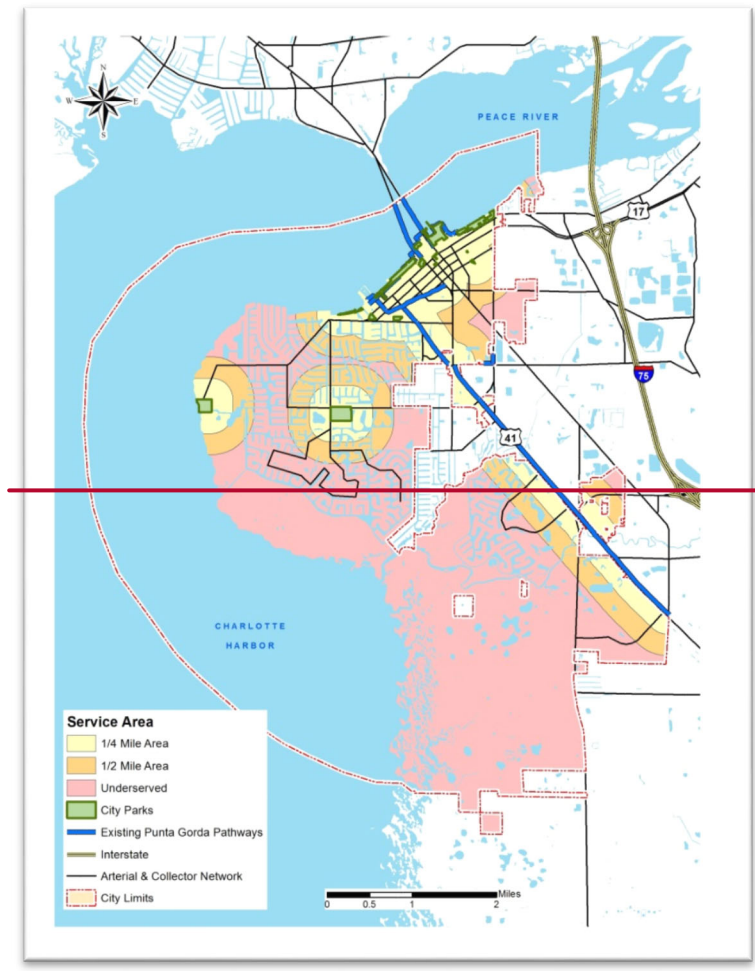 N
W E
S
PEACE RIVER
17
75
41
CHARLOTTE
HARBOR
Service Area
1/4 Mile Area
1/2 Mile Area
Underserved
City Parks
Existing Punta Gorda Pathways
Interstate
Arterial & Collector Network
City Limits
Miles
0 0.5 1 2